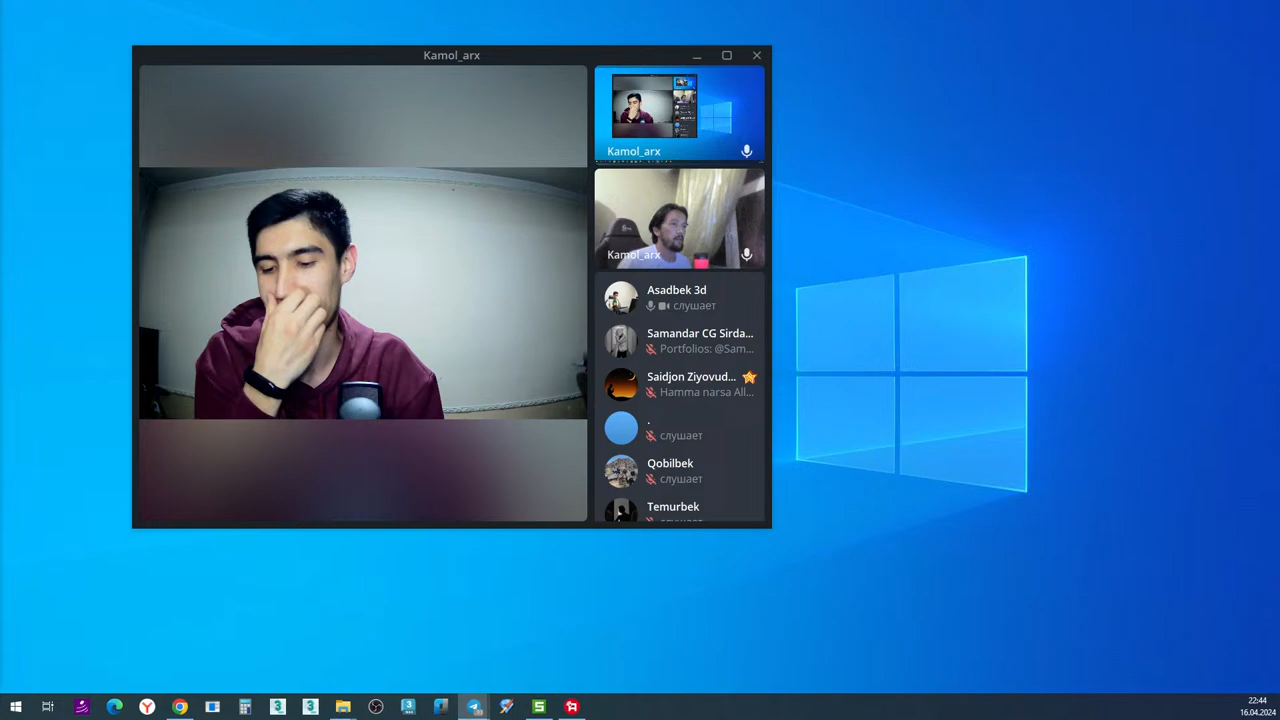 Kamol_arx
Kamol_arx
Kamol_arx
Asadbek 3d
слушает
Samandar CG Sirda...
Portfolios: @Sam...
Saidjon Ziyovud...
Hamma narsa All...
.
слушает
Qobilbek
слушает
Temurbek
слушает
22:44
16.04.2024